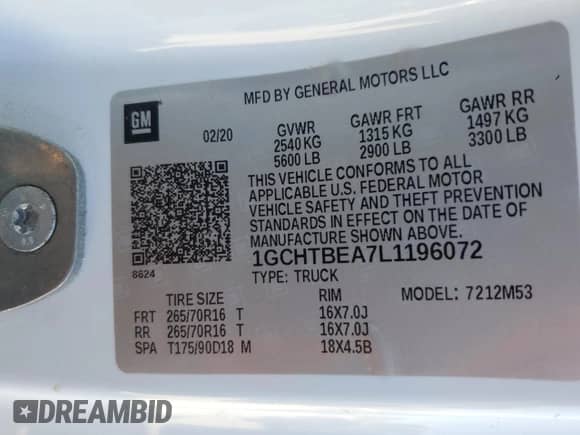 MFD BY GENERAL MOTORS LLC
GM
02/20
GVWR
2540 KG
5600 LB
GAWR FRT
1315 KG
2900 LB
GAWR RR
1497 KG
3300 LB
THIS VEHICLE CONFORMS TO ALL
APPLICABLE U.S. FEDERAL MOTOR
VEHICLE SAFETY AND THEFT PREVENTION
STANDARDS IN EFFECT ON THE DATE OF
MANUFACTURE SHOWN ABOVE.
8624
1GCHTBEA7L1196072
TYPE: TRUCK
MODEL: 7212M53
TIRE SIZE RIM
FRT 265/70R16 T 16X7.0J
RR 265/70R16 T 16X7.0J
SPA T175/90D18 M 18X4.5B
DREAMBID